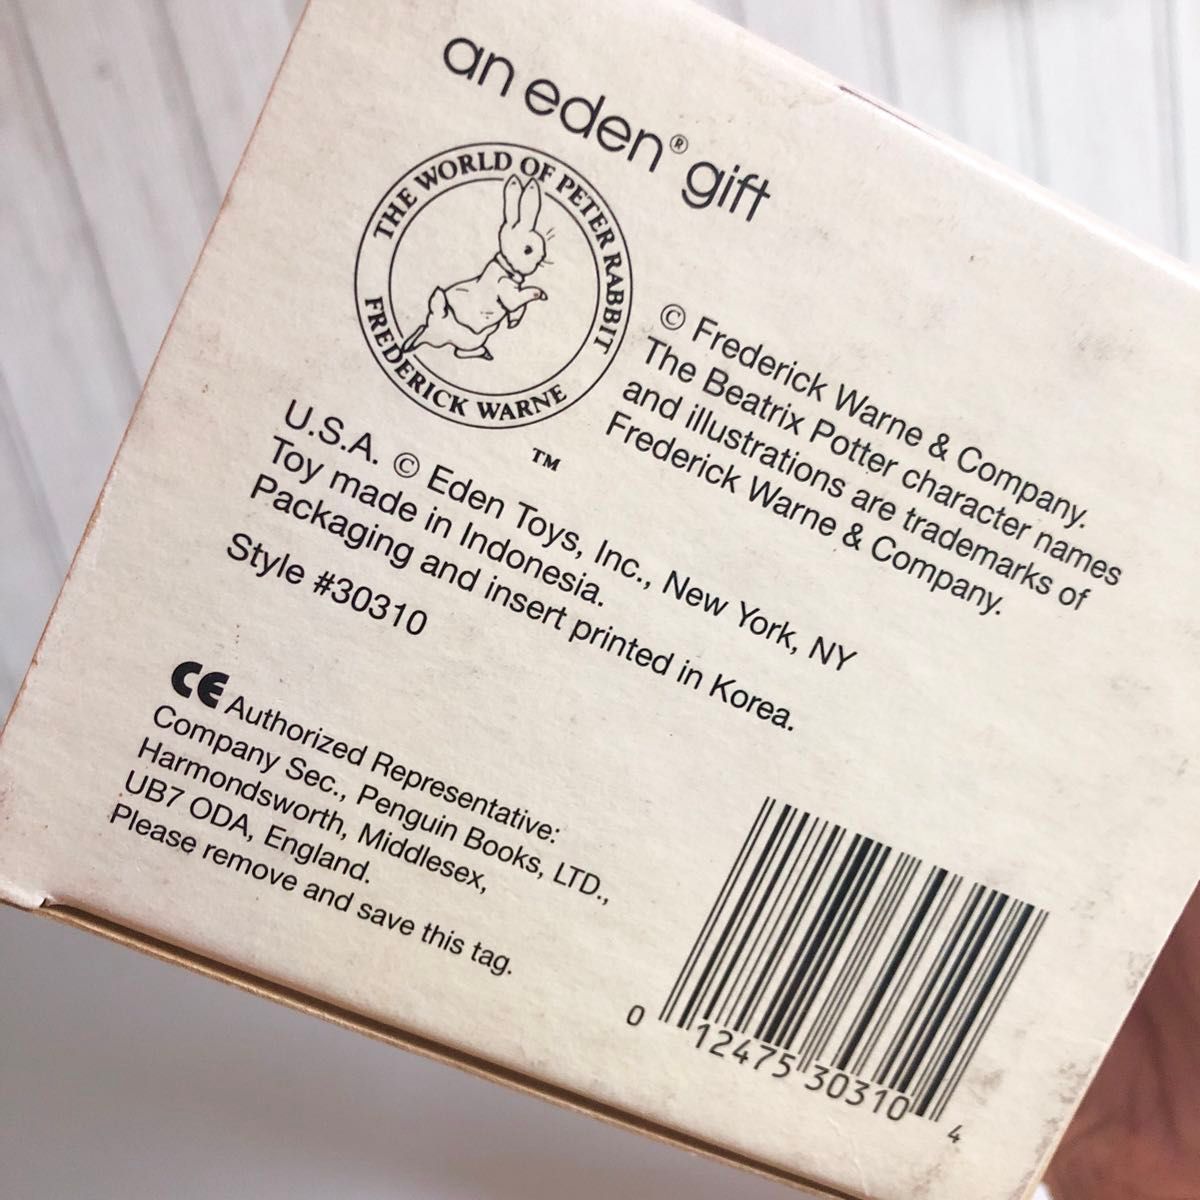 an eden® gift
THE WORLD OF PETER RABBIT
FREDERICK WARNE
TM
© Frederick Warne & Company.
The Beatrix Potter character names
and illustrations are trademarks of
Frederick Warne & Company.
U.S.A. © Eden Toys, Inc., New York, NY
Toy made in Indonesia.
Packaging and insert printed in Korea.
Style #30310
CE Authorized Representative:
Company Sec., Penguin Books, LTD.,
Harmondsworth, Middlesex,
UB7 ODA, England.
Please remove and save this tag.
0 12475 30310 4